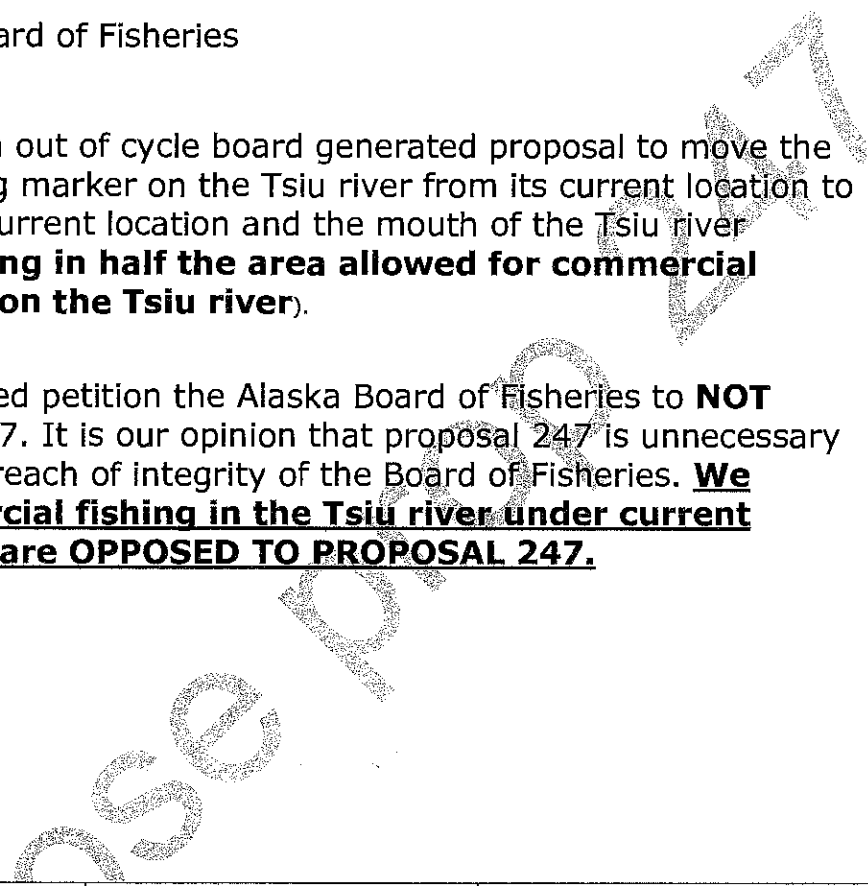 ard of Fisheries
out of cycle board generated proposal to move the
g marker on the Tsiu river from its current location to
urrent location and the mouth of the Tsiu river
ng in half the area allowed for commercial
on the Tsiu river).
ed petition the Alaska Board of Fisheries to NOT
7. It is our opinion that proposal 247 is unnecessary
reach of integrity of the Board of Fisheries. We
rcial fishing in the Tsiu river under current
are OPPOSED TO PROPOSAL 247.
ose prop 247